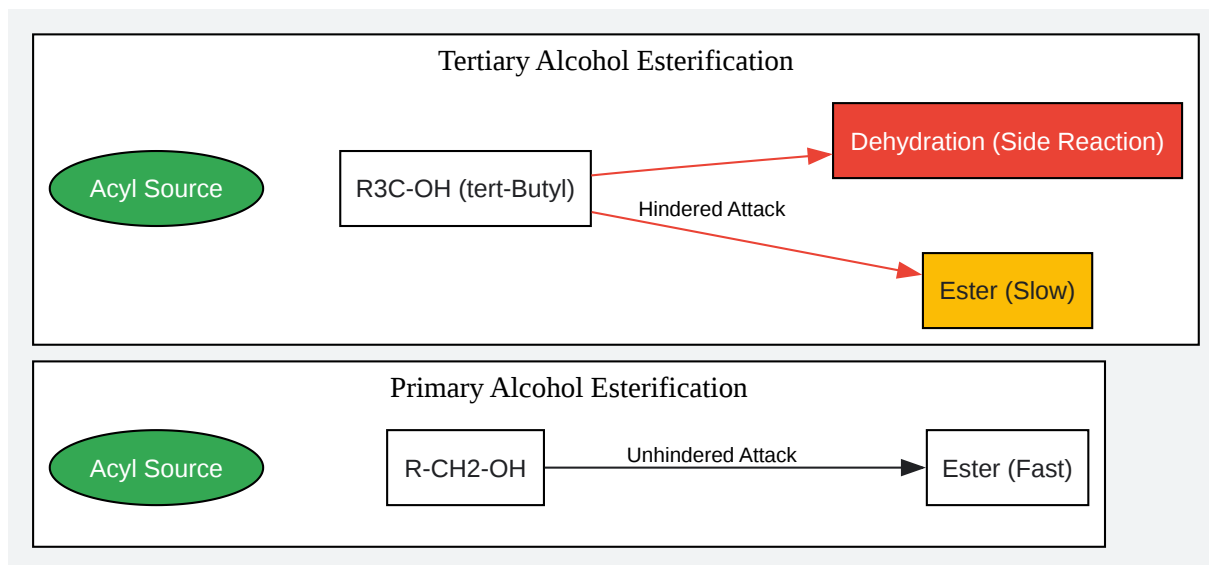 Tertiary Alcohol Esterification
Acyl Source
R3C-OH (tert-Butyl)
Dehydration (Side Reaction)
Hindered Attack
Ester (Slow)
Primary Alcohol Esterification
Acyl Source
R-CH2-OH
Unhindered Attack
Ester (Fast)